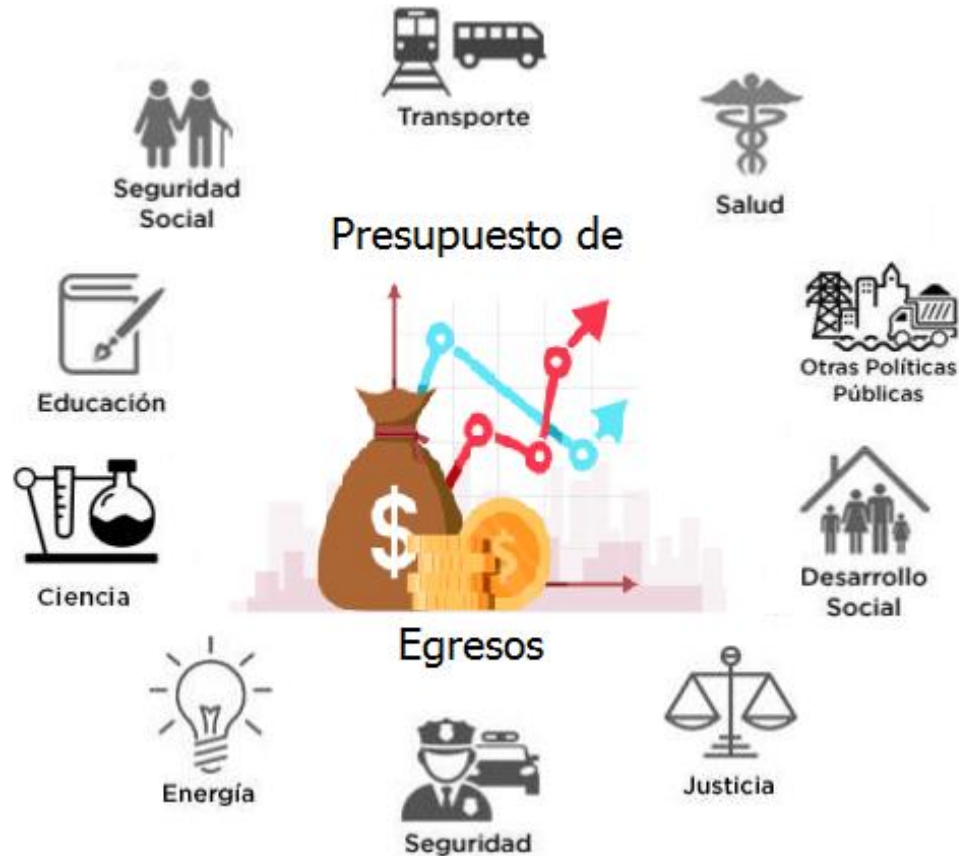 Transporte
Seguridad
Social
Salud
Presupuesto de
Educación
Otras Políticas
Públicas
$
$
Ciencia
Desarrollo
Social
Egresos
Energía
Justicia
Seguridad